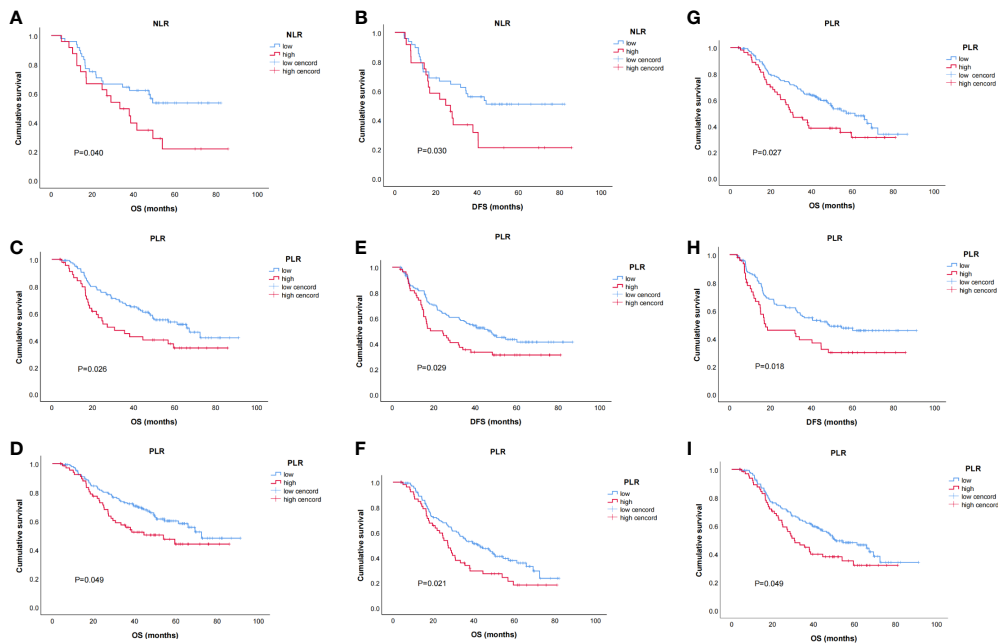 A
NLR
Cumulative survival
1.0
0.8
0.6
0.4
0.2
0.0
P=0.040
0 20 40 60 80 100
OS (months)
NLR
low
high
low cencord
high cencord
B
NLR
Cumulative survival
1.0
0.8
0.6
0.4
0.2
0.0
P=0.030
0 20 40 60 80 100
DFS (months)
NLR
low
high
low cencord
high cencord
G
PLR
Cumulative survival
1.0
0.8
0.6
0.4
0.2
0.0
P=0.027
0 20 40 60 80 100
OS (months)
PLR
low
high
low cencord
high cencord
C
PLR
Cumulative survival
1.0
0.8
0.6
0.4
0.2
0.0
P=0.026
0 20 40 60 80 100
OS (months)
PLR
low
high
low cencord
high cencord
E
PLR
Cumulative survival
1.0
0.8
0.6
0.4
0.2
0.0
P=0.029
0 20 40 60 80 100
DFS (months)
PLR
low
high
low cencord
high cencord
H
PLR
Cumulative survival
1.0
0.8
0.6
0.4
0.2
0.0
P=0.018
0 20 40 60 80 100
DFS (months)
PLR
low
high
low cencord
high cencord
D
PLR
Cumulative survival
1.0
0.8
0.6
0.4
0.2
0.0
P=0.049
0 20 40 60 80 100
OS (months)
PLR
low
high
low cencord
high cencord
F
PLR
Cumulative survival
1.0
0.8
0.6
0.4
0.2
0.0
P=0.021
0 20 40 60 80 100
OS (months)
PLR
low
high
low cencord
high cencord
I
PLR
Cumulative survival
1.0
0.8
0.6
0.4
0.2
0.0
P=0.049
0 20 40 60 80 100
OS (months)
PLR
low
high
low cencord
high cencord